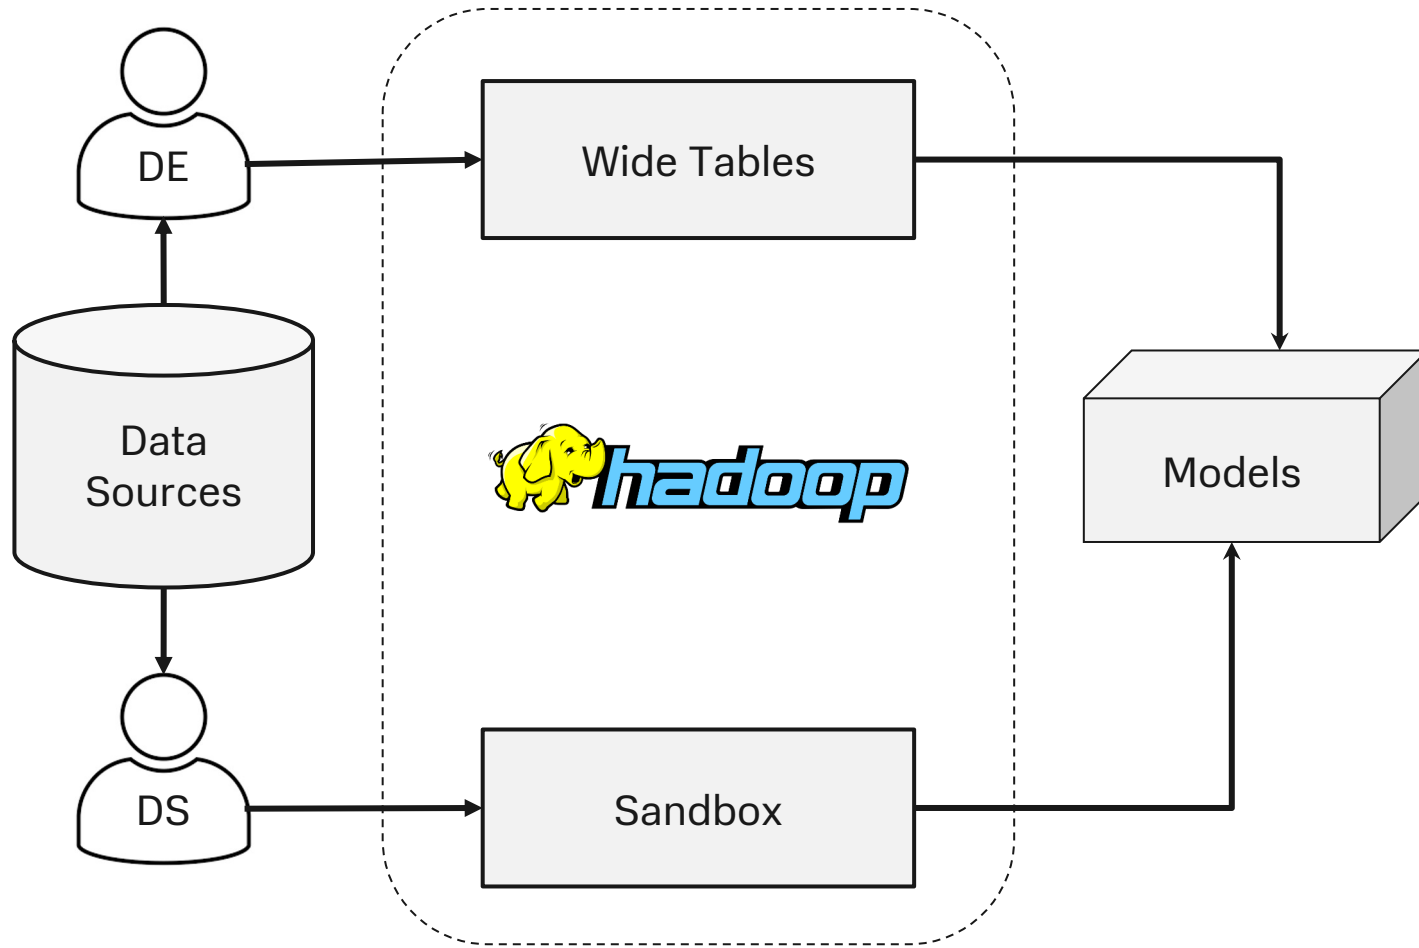 DE
Wide Tables
Data
Sources
hadoop
Models
DS
Sandbox